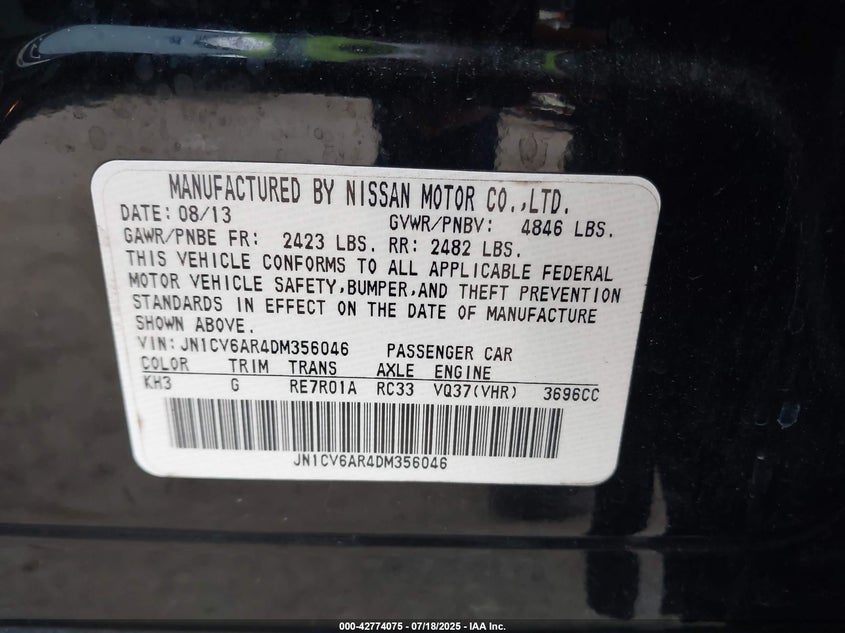 MANUFACTURED BY NISSAN MOTOR CO.,LTD.
DATE: 08/13 GVWR/PNBV: 4846 LBS.
GAWR/PNBE FR: 2423 LBS. RR: 2482 LBS.
THIS VEHICLE CONFORMS TO ALL APPLICABLE FEDERAL
MOTOR VEHICLE SAFETY,BUMPER,AND THEFT PREVENTION
STANDARDS IN EFFECT ON THE DATE OF MANUFACTURE
SHOWN ABOVE.
VIN: JN1CV6AR4DM356046 PASSENGER CAR
COLOR TRIM TRANS AXLE ENGINE
KH3 G RE7R01A RC33 VQ37(VHR) 3696CC
JN1CV6AR4DM356046
000-42774075 - 07/18/2025 - IAA Inc.